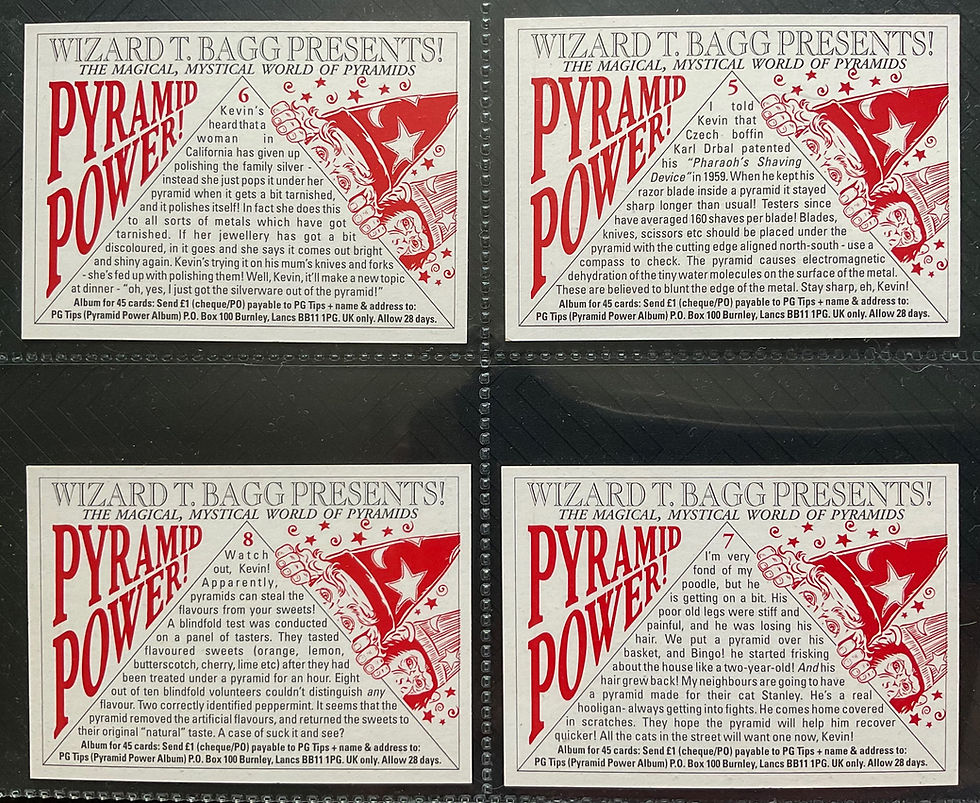 WIZARD T. BAGG PRESENTS!
THE MAGICAL, MYSTICAL WORLD OF PYRAMIDS
PYRAMID
POWER!
6
Kevin's
heard that a
woman in
California has given up
polishing the family silver -
instead she just pops it under her
pyramid when it gets a bit tarnished,
and it polishes itself! In fact she does this
to all sorts of metals which have got
tarnished. If her jewellery has got a bit
discoloured, in it goes and she says it comes out bright
and shiny again. Kevin's trying it on his mum's knives and forks
- she's fed up with polishing them! Well, Kevin, it'll make a new topic
at dinner - "oh, yes, I just got the silverware out of the pyramid!"
Album for 45 cards: Send £1 (cheque/PO) payable to PG Tips + name & address to:
PG Tips (Pyramid Power Album) P.O. Box 100 Burnley, Lancs BB11 1PG. UK only. Allow 28 days.
WIZARD T. BAGG PRESENTS!
THE MAGICAL, MYSTICAL WORLD OF PYRAMIDS
PYRAMID
POWER!
5
I told
Kevin that
Czech boffin
Karl Drbal patented
his "Pharaoh's Shaving
Device" in 1959. When he kept his
razor blade inside a pyramid it stayed
sharp longer than usual! Testers since
have averaged 160 shaves per blade! Blades,
knives, scissors etc should be placed under the
pyramid with the cutting edge aligned north-south - use a
compass to check. The pyramid causes electromagnetic
dehydration of the tiny water molecules on the surface of the metal.
These are believed to blunt the edge of the metal. Stay sharp, eh, Kevin!
Album for 45 cards: Send £1 (cheque/PO) payable to PG Tips + name & address to:
PG Tips (Pyramid Power Album) P.O. Box 100 Burnley, Lancs BB11 1PG. UK only. Allow 28 days.
WIZARD T. BAGG PRESENTS!
THE MAGICAL, MYSTICAL WORLD OF PYRAMIDS
PYRAMID
POWER!
8
Watch
out, Kevin!
Apparently,
pyramids can steal the
flavours from your sweets!
A blindfold test was conducted
on a panel of tasters. They tasted
flavoured sweets (orange, lemon,
butterscotch, cherry, lime etc) after they had
been treated under a pyramid for an hour. Eight
out of ten blindfold volunteers couldn't distinguish any
flavour. Two correctly identified peppermint. It seems that the
pyramid removed the artificial flavours, and returned the sweets to
their original "natural" taste. A case of suck it and see?
Album for 45 cards: Send £1 (cheque/PO) payable to PG Tips + name & address to:
PG Tips (Pyramid Power Album) P.O. Box 100 Burnley, Lancs BB11 1PG. UK only. Allow 28 days.
WIZARD T. BAGG PRESENTS!
THE MAGICAL, MYSTICAL WORLD OF PYRAMIDS
PYRAMID
POWER!
7
I'm very
fond of my
poodle, but he
is getting on a bit. His
poor old legs were stiff and
painful, and he was losing his
hair. We put a pyramid over his
basket, and Bingo! he started frisking
about the house like a two-year-old! And his
hair grew back! My neighbours are going to have
a pyramid made for their cat Stanley. He's a real
hooligan- always getting into fights. He comes home covered
in scratches. They hope the pyramid will help him recover
quicker! All the cats in the street will want one now, Kevin!
Album for 45 cards: Send £1 (cheque/PO) payable to PG Tips + name & address to:
PG Tips (Pyramid Power Album) P.O. Box 100 Burnley, Lancs BB11 1PG. UK only. Allow 28 days.